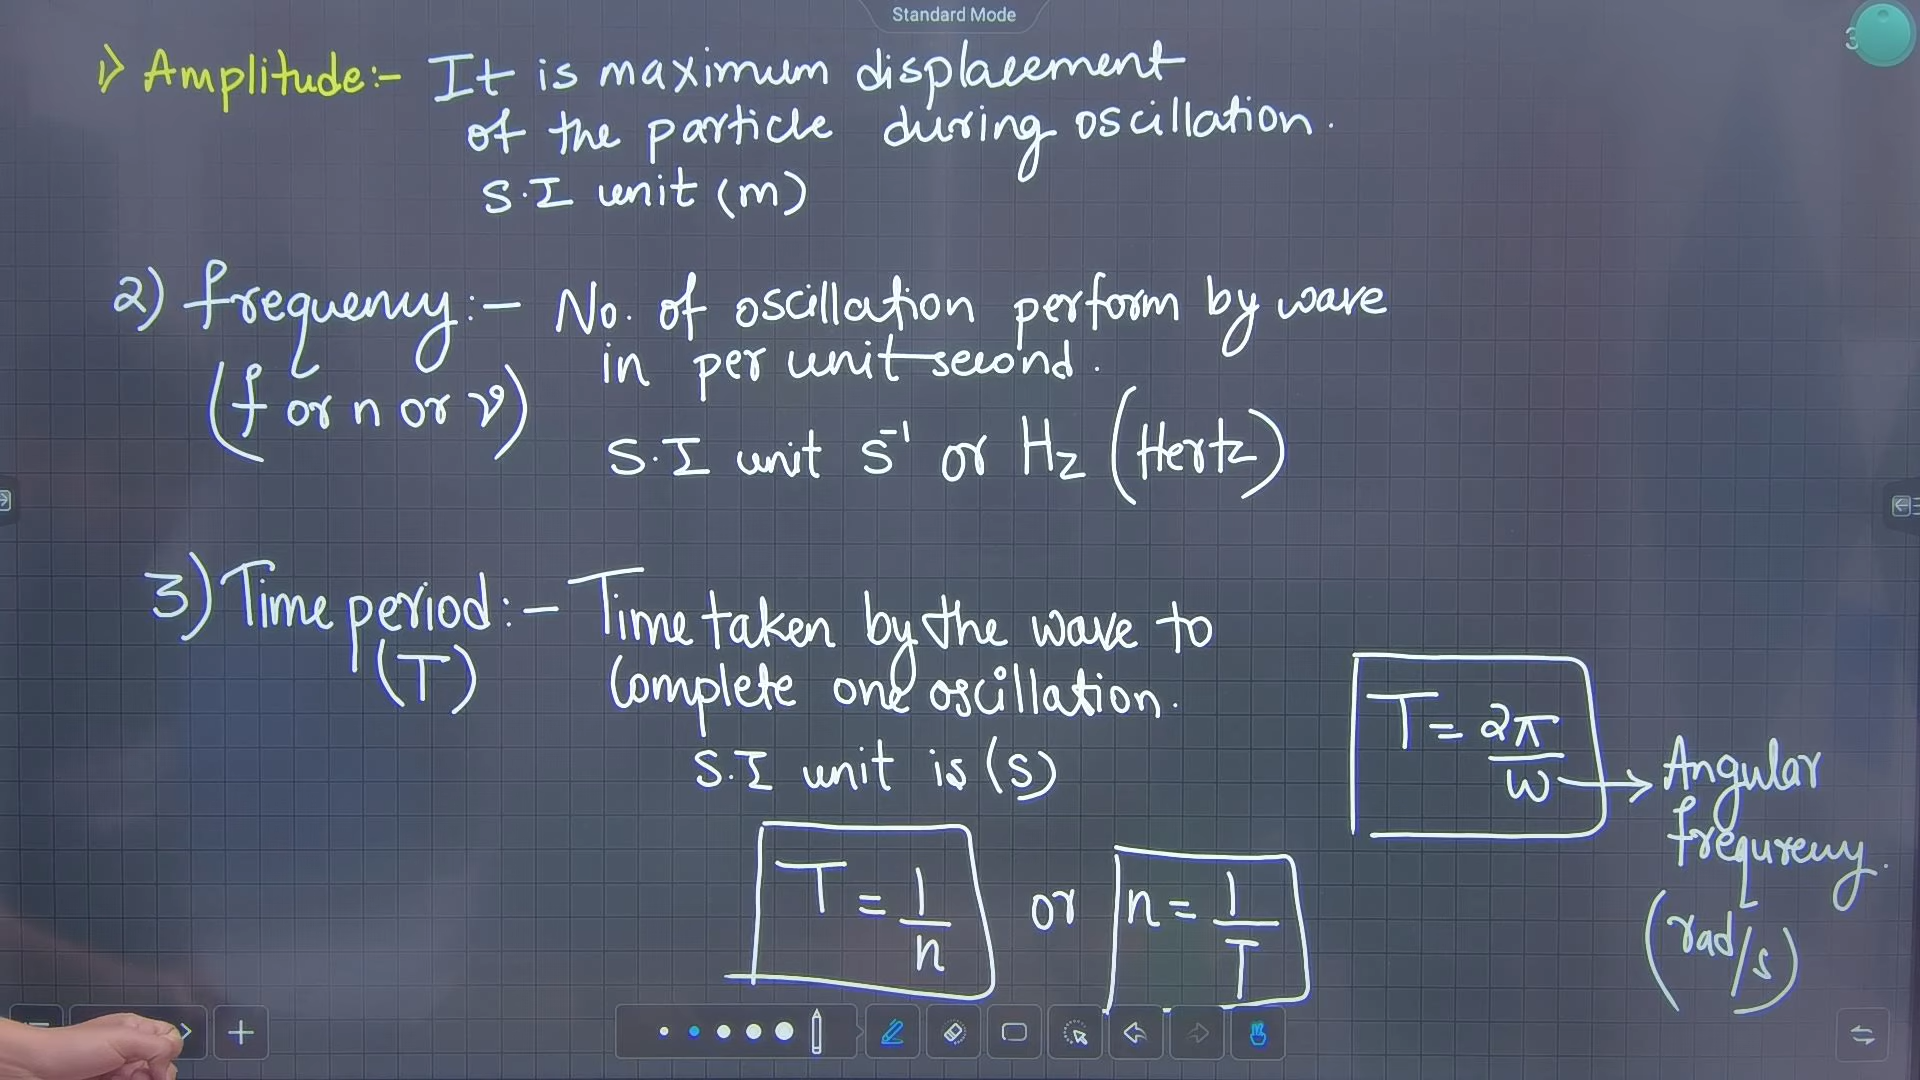 Standard Mode
3
1) Amplitude:- It is maximum displacement
of the particle during oscillation.
S.I unit (m)
2) frequency:- No. of oscillation perform by wave
in per unit second.
(f or n or ν)
S.I unit S⁻¹ or Hz (Hertz)
3) Time period:- Time taken by the wave to
(T)
Complete one oscillation.
S.I unit is (s)
T = 2π/ω → Angular
frequency.
(rad/s)
T = 1/n or n = 1/T